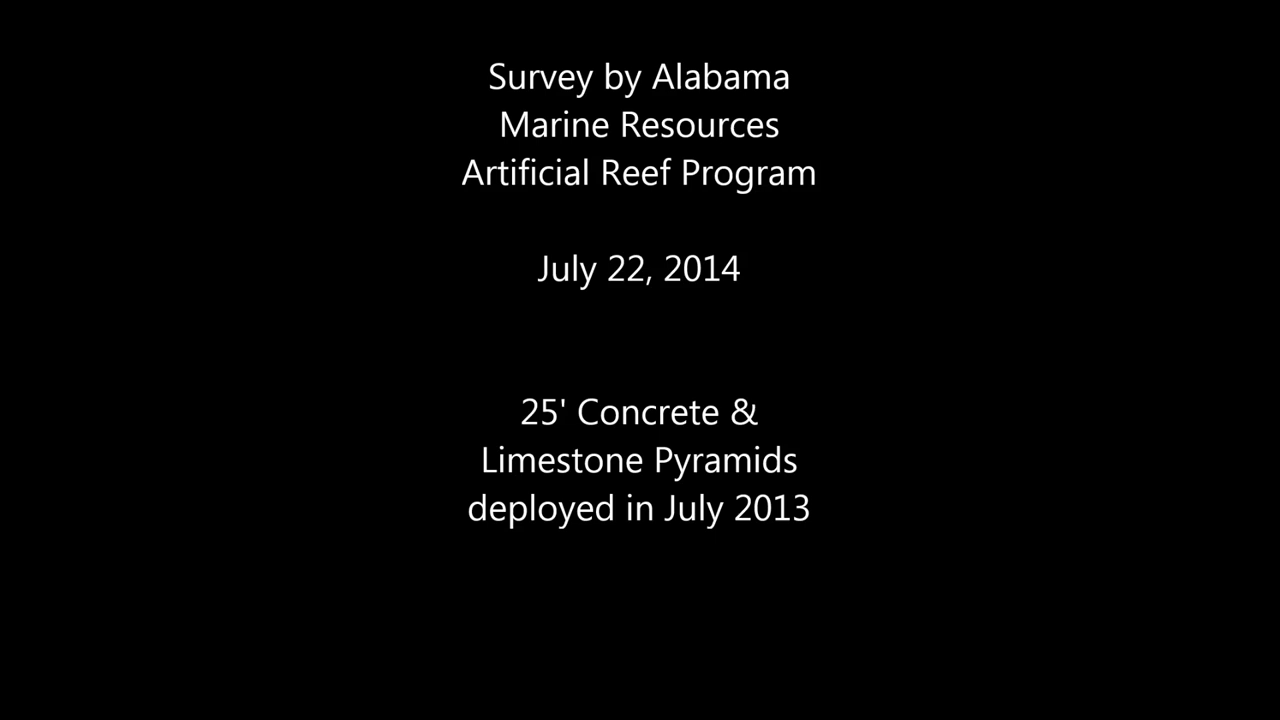 Survey by Alabama
Marine Resources
Artificial Reef Program
July 22, 2014
25' Concrete &
Limestone Pyramids
deployed in July 2013